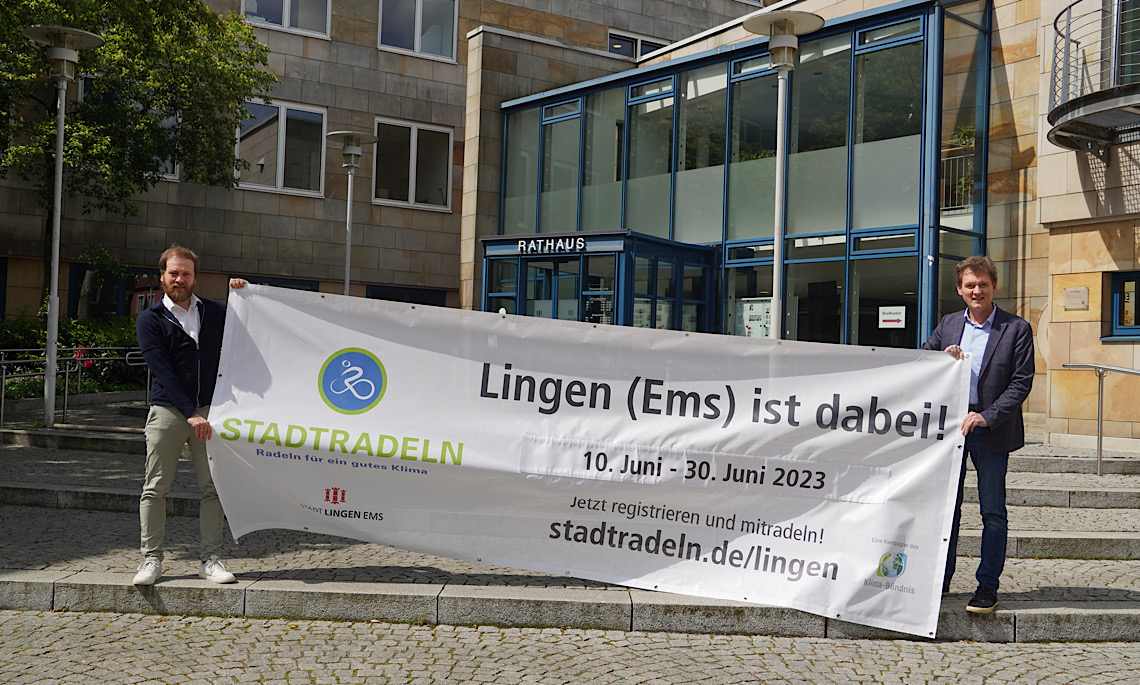 RATHAUS
Briefkasten
STADTRADELN
Radeln für ein gutes Klima
STADT LINGEN EMS
Lingen (Ems) ist dabei!
10. Juni - 30. Juni 2023
Jetzt registrieren und mitradeln!
stadtradeln.de/lingen
Eine Kampagne des
Klima-Bündnis